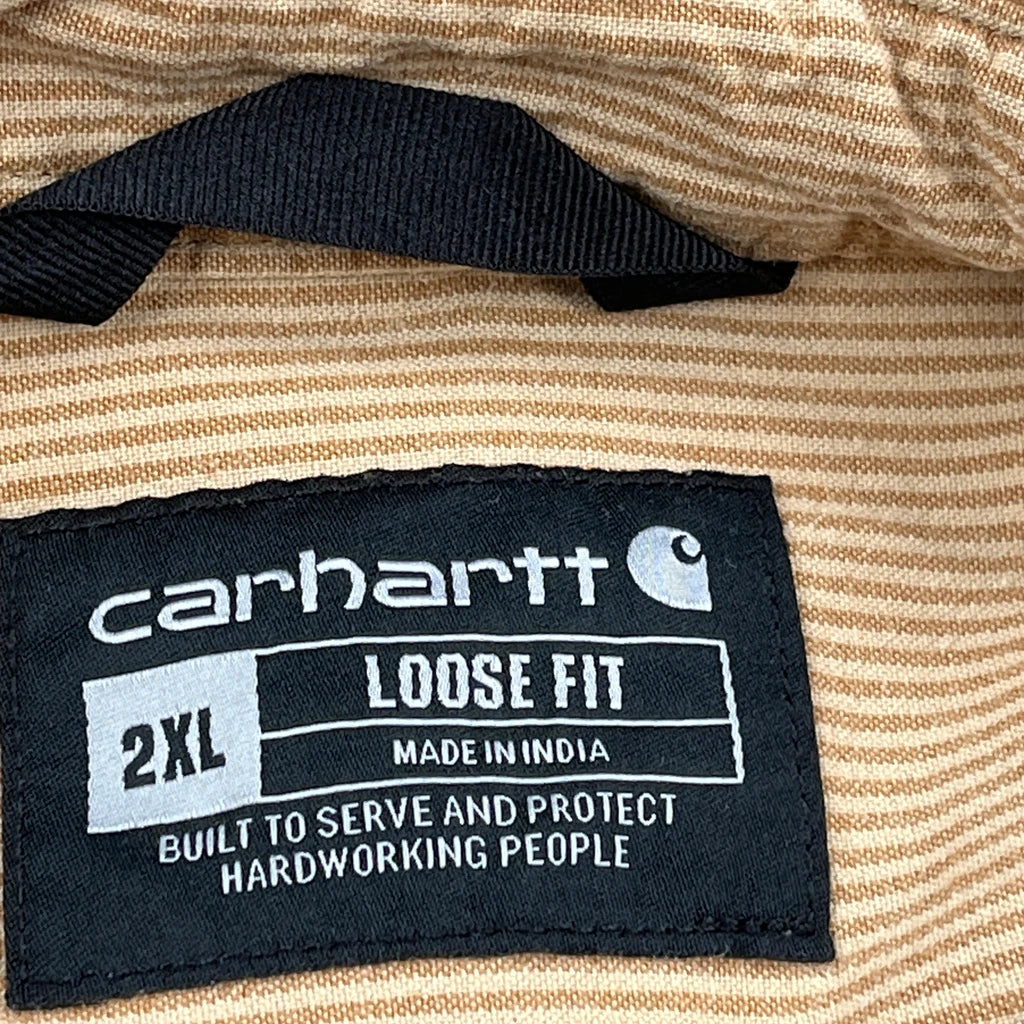 carhartt
2XL
LOOSE FIT
MADE IN INDIA
BUILT TO SERVE AND PROTECT
HARDWORKING PEOPLE